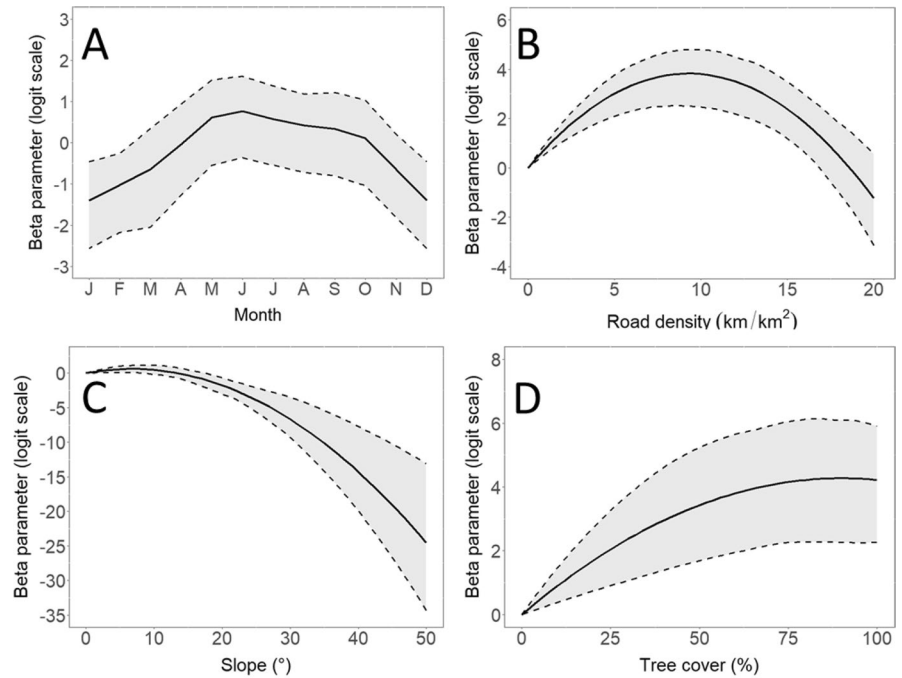 A
Beta parameter (logit scale)
3
2
1
0
-1
-2
-3
J F M A M J J A S O N D
Month
B
Beta parameter (logit scale)
6
4
2
0
-2
-4
0 5 10 15 20
Road density (km/km²)
C
Beta parameter (logit scale)
0
-5
-10
-15
-20
-25
-30
-35
0 10 20 30 40 50
Slope (°)
D
Beta parameter (logit scale)
8
6
4
2
0
0 25 50 75 100
Tree cover (%)